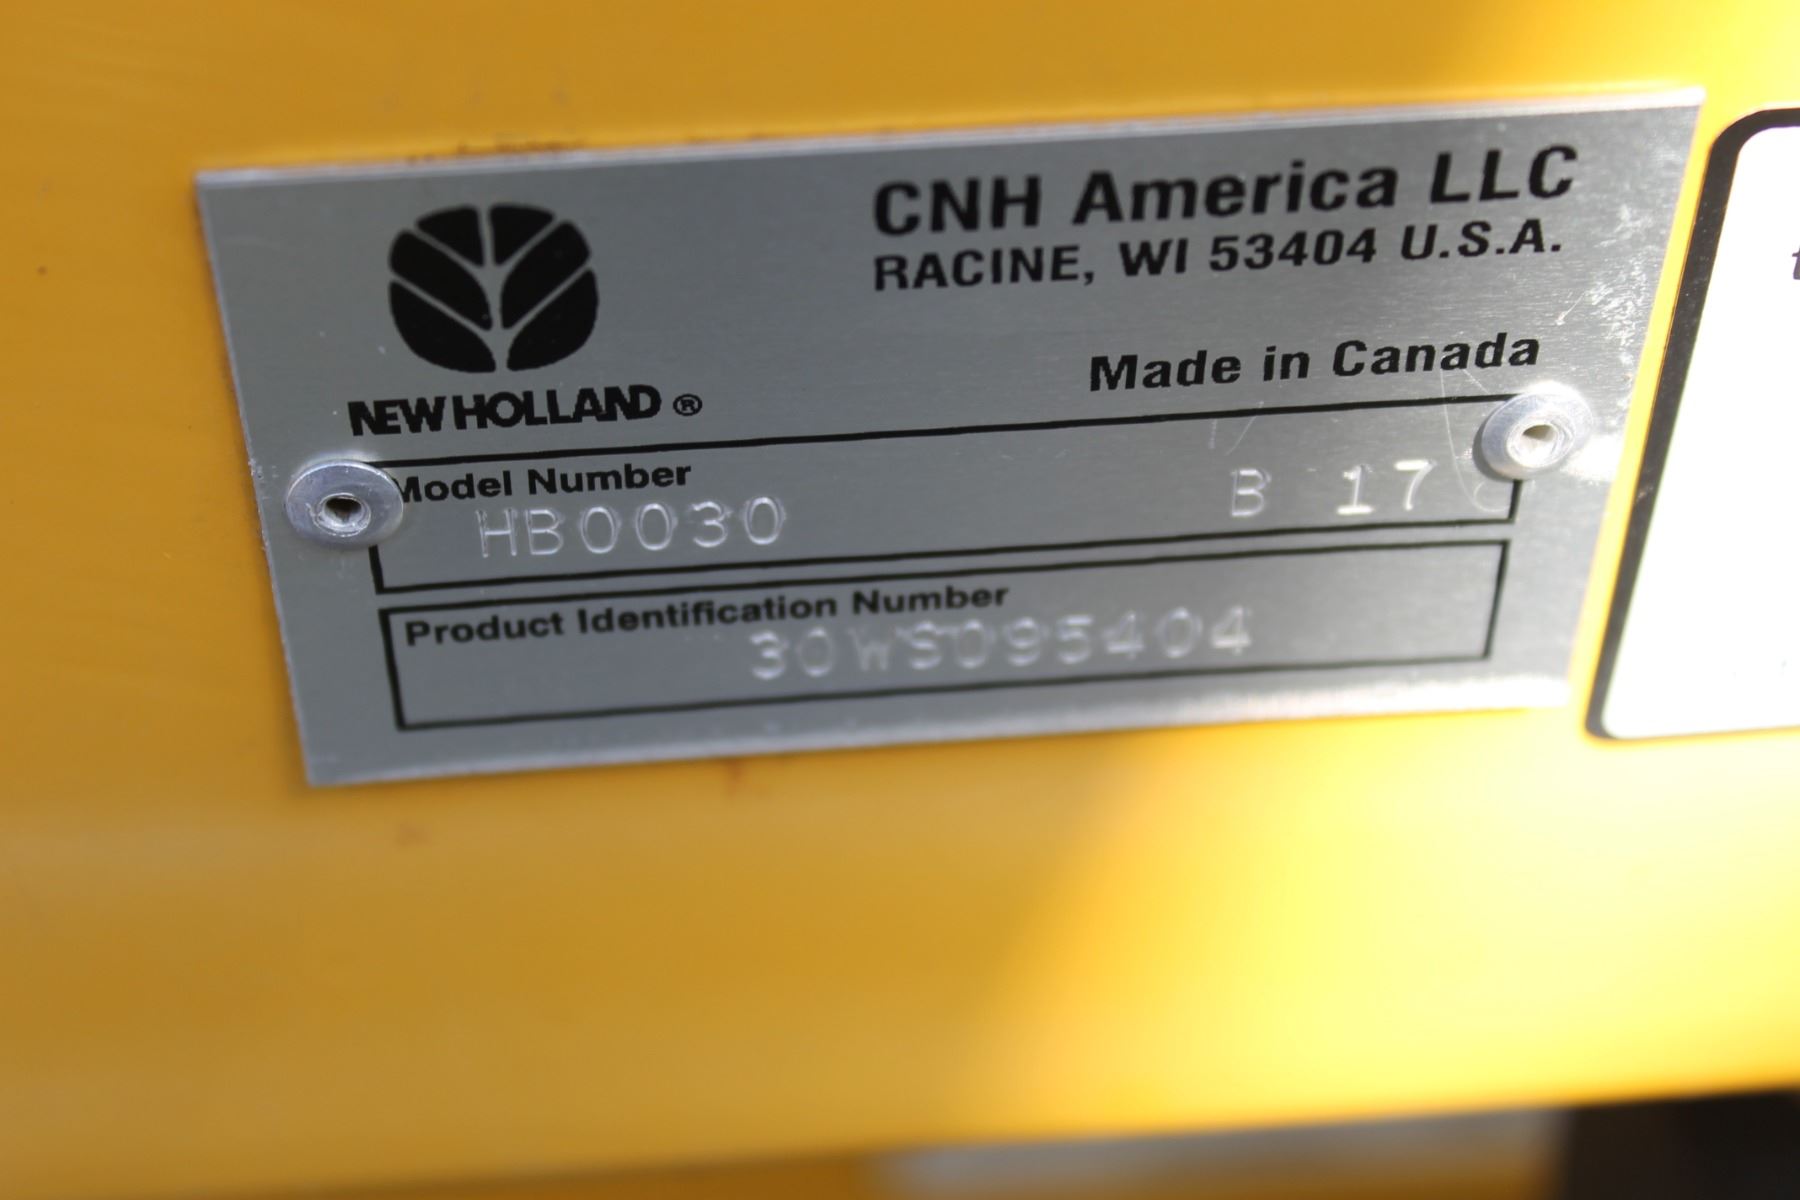 CNH America LLC
RACINE, WI 53404 U.S.A.
Made in Canada
NEW HOLLAND ®
Model Number
HB0030 B 17
Product Identification Number
30WS095404